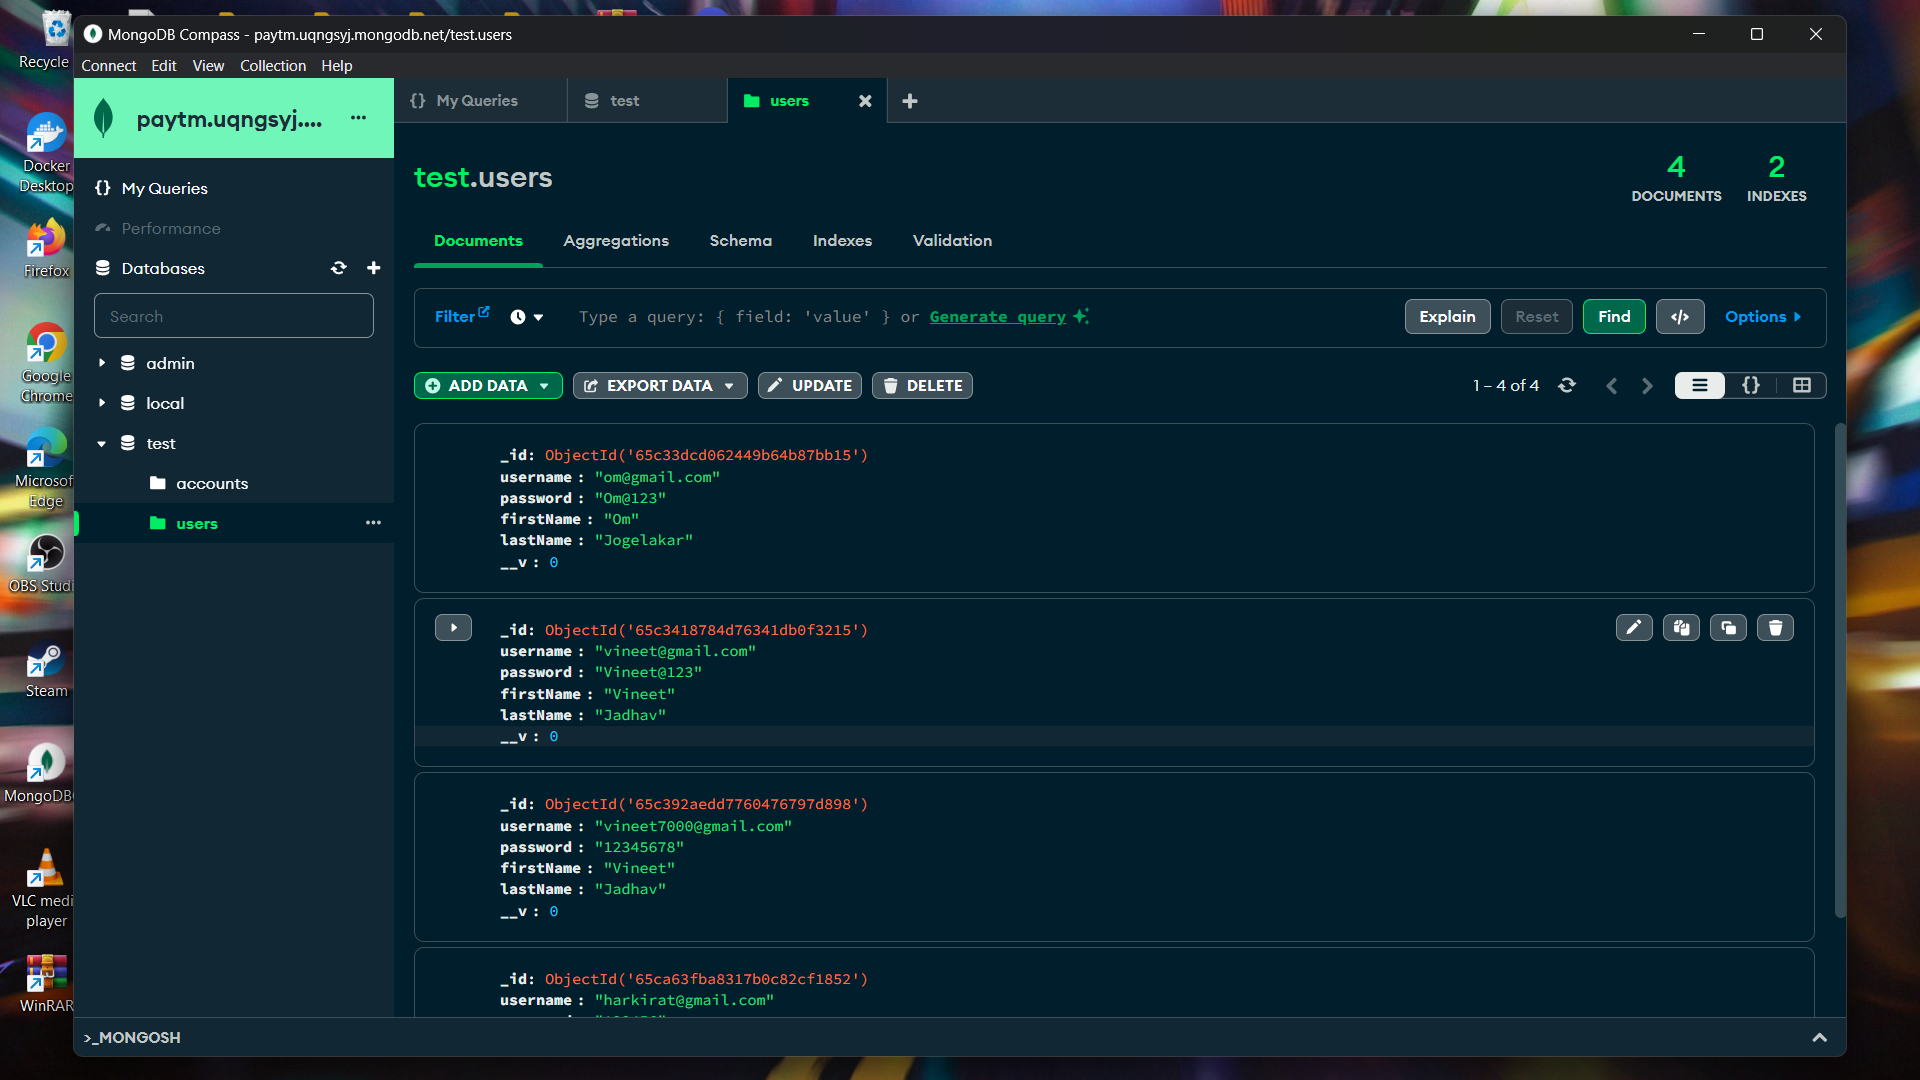 Recycle
Docker
Desktop
Firefox
Google
Chrome
Microsof
Edge
OBS Studi
Steam
MongoDB
VLC medi
player
WinRAR
MongoDB Compass - paytm.uqngsyj.mongodb.net/test.users
Connect Edit View Collection Help
paytm.uqngsyj....
{} My Queries
Performance
Databases
Search
admin
local
test
accounts
users
{} My Queries
test
users
test.users
4
DOCUMENTS
2
INDEXES
Documents Aggregations Schema Indexes Validation
Filter Type a query: { field: 'value' } or Generate query Explain Reset Find </> Options
ADD DATA EXPORT DATA UPDATE DELETE 1 – 4 of 4 {}
_id: ObjectId('65c33dcd062449b64b87bb15')
username : "om@gmail.com"
password : "Om@123"
firstName : "Om"
lastName : "Jogelakar"
__v : 0
_id: ObjectId('65c3418784d76341db0f3215')
username : "vineet@gmail.com"
password : "Vineet@123"
firstName : "Vineet"
lastName : "Jadhav"
__v : 0
_id: ObjectId('65c392aedd7760476797d898')
username : "vineet7000@gmail.com"
password : "12345678"
firstName : "Vineet"
lastName : "Jadhav"
__v : 0
_id: ObjectId('65ca63fba8317b0c82cf1852')
username : "harkirat@gmail.com"
>_MONGOSH